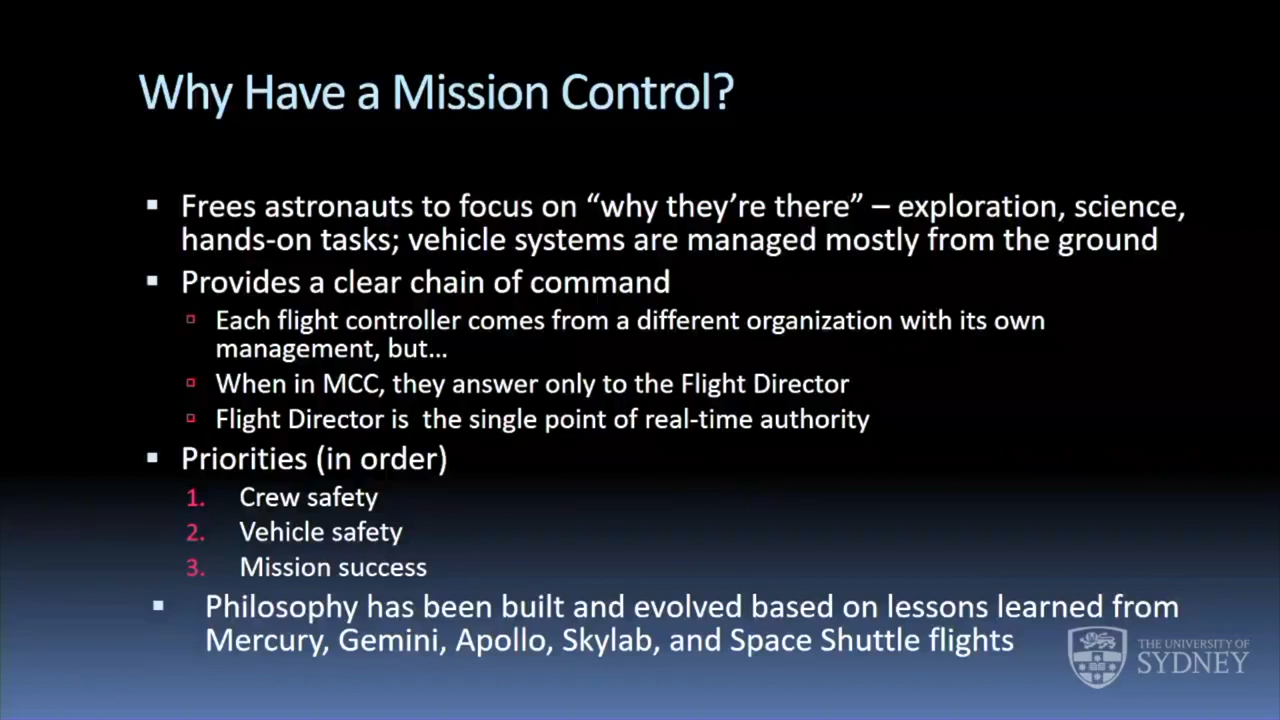 Why Have a Mission Control?
▪ Frees astronauts to focus on “why they’re there” – exploration, science,
hands-on tasks; vehicle systems are managed mostly from the ground
▪ Provides a clear chain of command
▫ Each flight controller comes from a different organization with its own
management, but…
▫ When in MCC, they answer only to the Flight Director
▫ Flight Director is  the single point of real-time authority
▪ Priorities (in order)
1. Crew safety
2. Vehicle safety
3. Mission success
▪ Philosophy has been built and evolved based on lessons learned from
Mercury, Gemini, Apollo, Skylab, and Space Shuttle flights
THE UNIVERSITY OF
SYDNEY